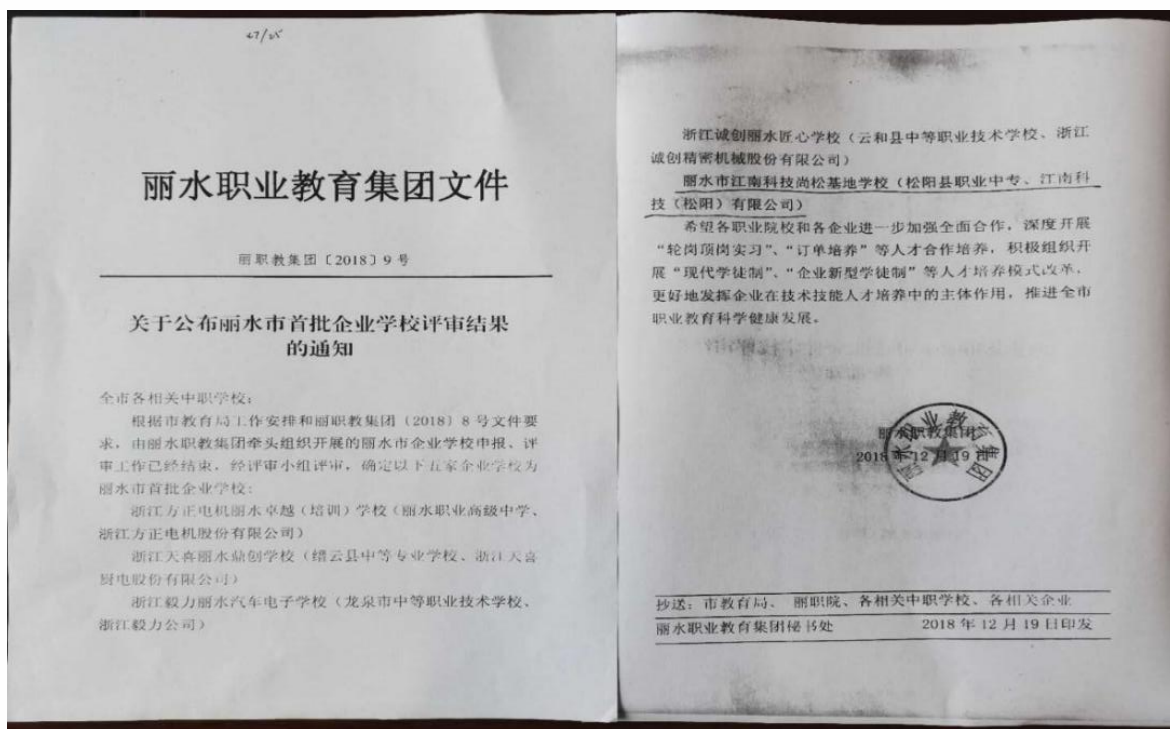 丽水职业教育集团文件
丽职教集团〔2018〕9号
关于公布丽水市首批企业学校评审结果
的通知
全市各相关中职学校：
根据市教育局工作安排和丽职教集团〔2018〕8号文件要
求，由丽水职教集团牵头组织开展的丽水市企业学校申报、评
审工作已经结束，经评审小组评审，确定以下五家企业学校为
丽水市首批企业学校：
浙江方正电机丽水卓越（培训）学校（丽水职业高级中学、
浙江方正电机股份有限公司）
浙江天喜丽水鼎创学校（缙云县中等专业学校、浙江天喜
厨电股份有限公司）
浙江毅力丽水汽车电子学校（龙泉市中等职业技术学校、
浙江毅力公司）
浙江诚创丽水匠心学校（云和县中等职业技术学校、浙江
诚创精密机械股份有限公司）
丽水市江南科技尚松基地学校（松阳县职业中专、江南科
技（松阳）有限公司）
希望各职业院校和各企业进一步加强全面合作，深度开展
“轮岗顶岗实习”、“订单培养”等人才合作培养，积极组织开
展“现代学徒制”、“企业新型学徒制”等人才培养模式改革，
更好地发挥企业在技术技能人才培养中的主体作用，推进全市
职业教育科学健康发展。
丽水职教集团
2018年12月19日
丽水职业教育集团
抄送：市教育局、丽职院、各相关中职学校、各相关企业
丽水职业教育集团秘书处 2018年12月19日印发